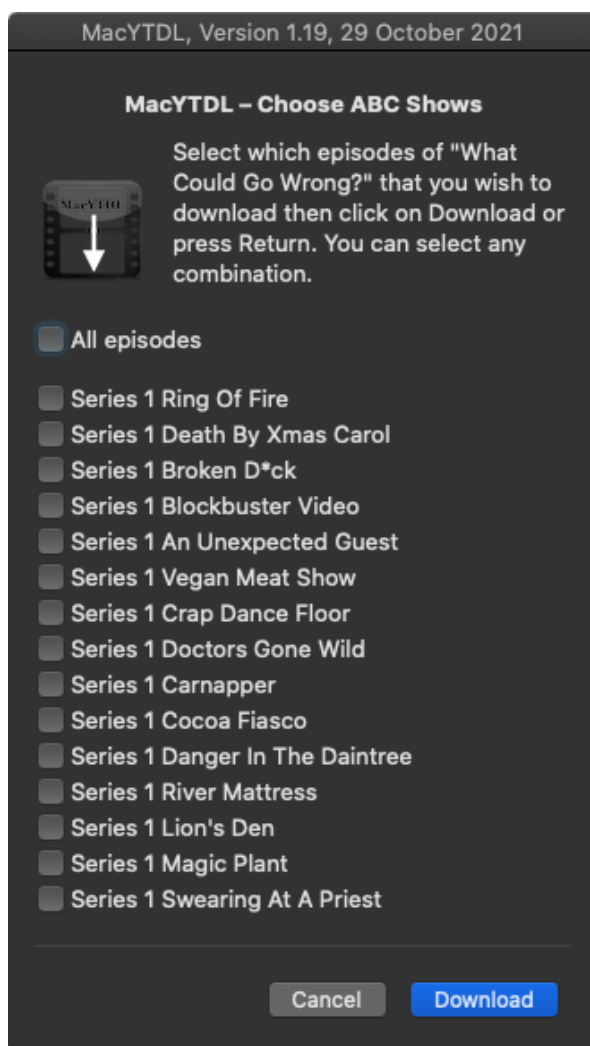 MacYTDL, Version 1.19, 29 October 2021
MacYTDL – Choose ABC Shows
Select which episodes of "What
Could Go Wrong?" that you wish to
download then click on Download or
press Return. You can select any
combination.
MacYTDL
All episodes
Series 1 Ring Of Fire
Series 1 Death By Xmas Carol
Series 1 Broken D*ck
Series 1 Blockbuster Video
Series 1 An Unexpected Guest
Series 1 Vegan Meat Show
Series 1 Crap Dance Floor
Series 1 Doctors Gone Wild
Series 1 Carnapper
Series 1 Cocoa Fiasco
Series 1 Danger In The Daintree
Series 1 River Mattress
Series 1 Lion's Den
Series 1 Magic Plant
Series 1 Swearing At A Priest
Cancel
Download